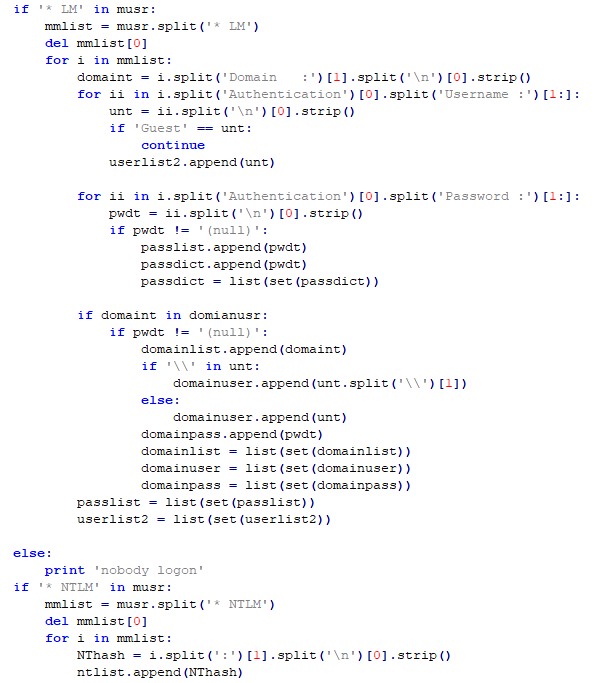 if '* LM' in musr:
    mmlist = musr.split('* LM')
    del mmlist[0]
    for i in mmlist:
        domaint = i.split('Domain   :')[1].split('\n')[0].strip()
        for ii in i.split('Authentication')[0].split('Username :')[1:]:
            unt = ii.split('\n')[0].strip()
            if 'Guest' == unt:
                continue
            userlist2.append(unt)

        for ii in i.split('Authentication')[0].split('Password :')[1:]:
            pwdt = ii.split('\n')[0].strip()
            if pwdt != '(null)':
                passlist.append(pwdt)
                passdict.append(pwdt)
                passdict = list(set(passdict))

        if domaint in domianusr:
            if pwdt != '(null)':
                domainlist.append(domaint)
                if '\\' in unt:
                    domainuser.append(unt.split('\\')[1])
                else:
                    domainuser.append(unt)
                domainpass.append(pwdt)
                domainlist = list(set(domainlist))
                domainuser = list(set(domainuser))
                domainpass = list(set(domainpass))
        passlist = list(set(passlist))
        userlist2 = list(set(userlist2))

else:
    print 'nobody logon'
if '* NTLM' in musr:
    mmlist = musr.split('* NTLM')
    del mmlist[0]
    for i in mmlist:
        NThash = i.split(':')[1].split('\n')[0].strip()
        ntlist.append(NThash)